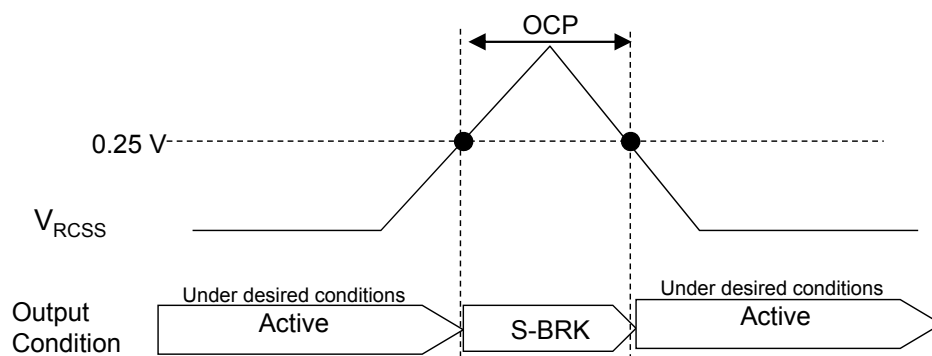 OCP
0.25 V
VRCSS
Under desired conditions
Under desired conditions
Output
Condition
Active
S-BRK
Active